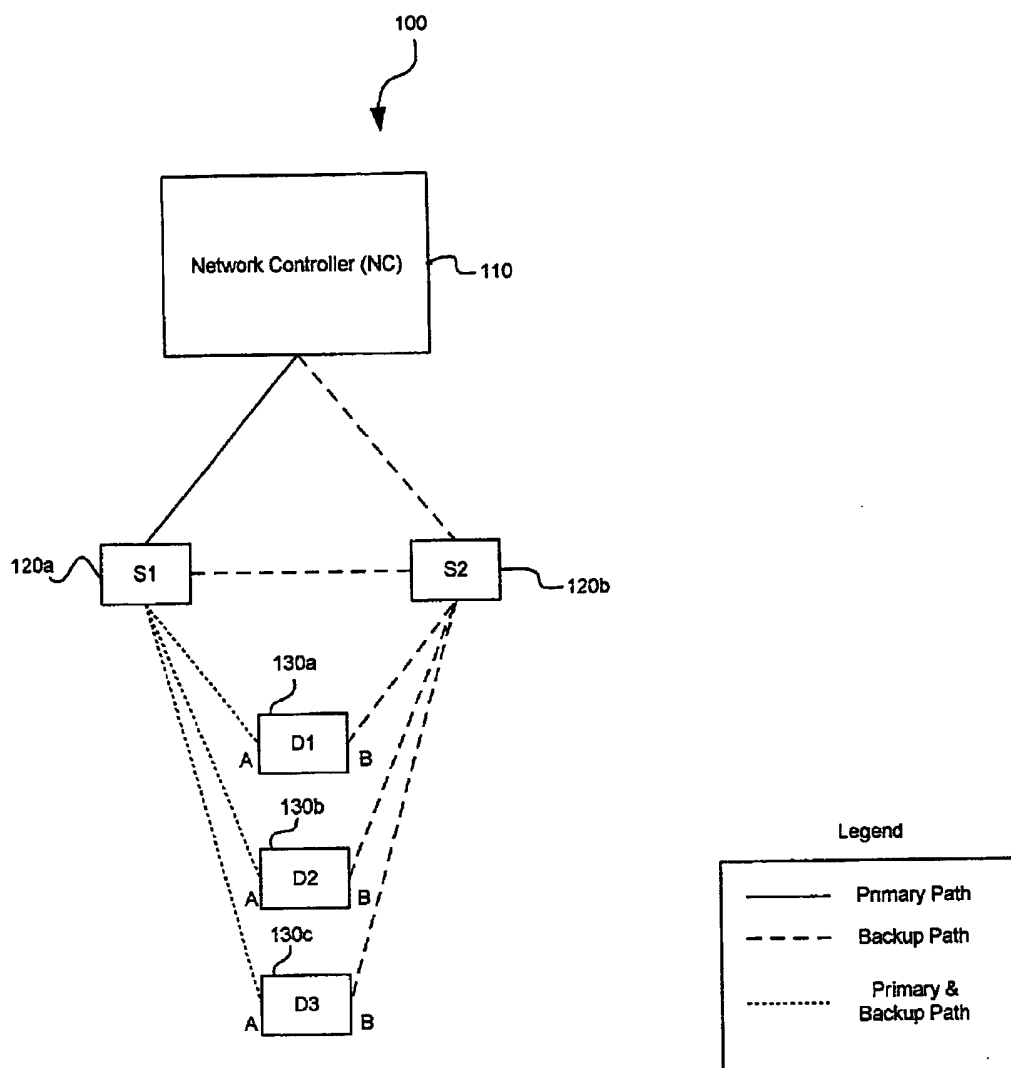 100
Network Controller (NC)
110
120a
S1
S2
120b
130a
D1
A
B
130b
D2
A
B
130c
D3
A
B
Legend
Primary Path
Backup Path
Primary &
Backup Path